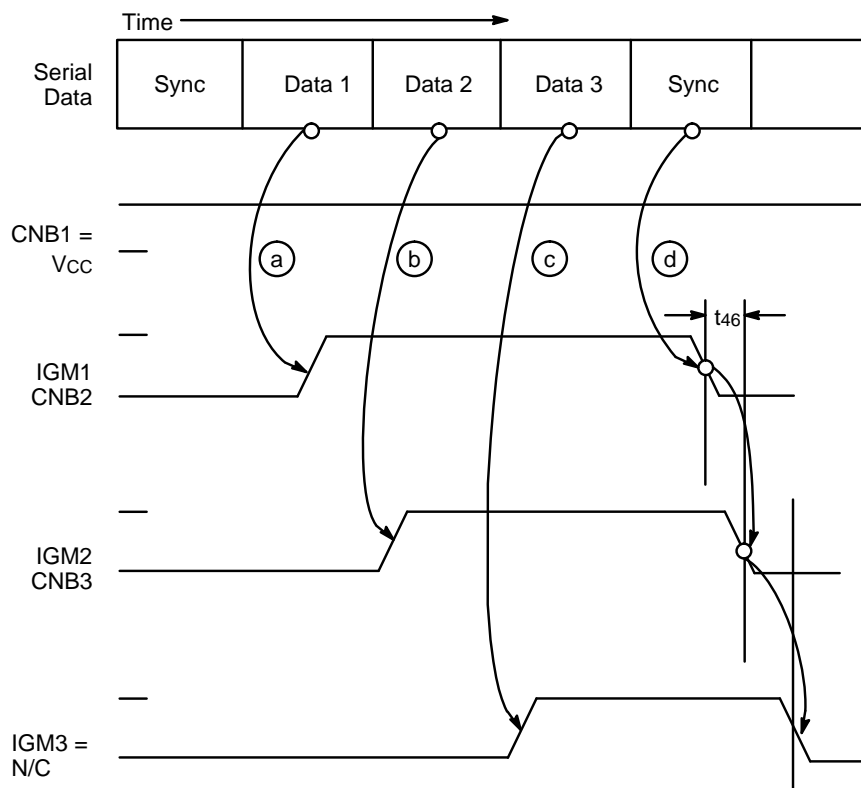 Time
Serial
Data
Sync
Data 1
Data 2
Data 3
Sync
CNB1 =
VCC
a
b
c
d
t46
IGM1
CNB2
IGM2
CNB3
IGM3 =
N/C